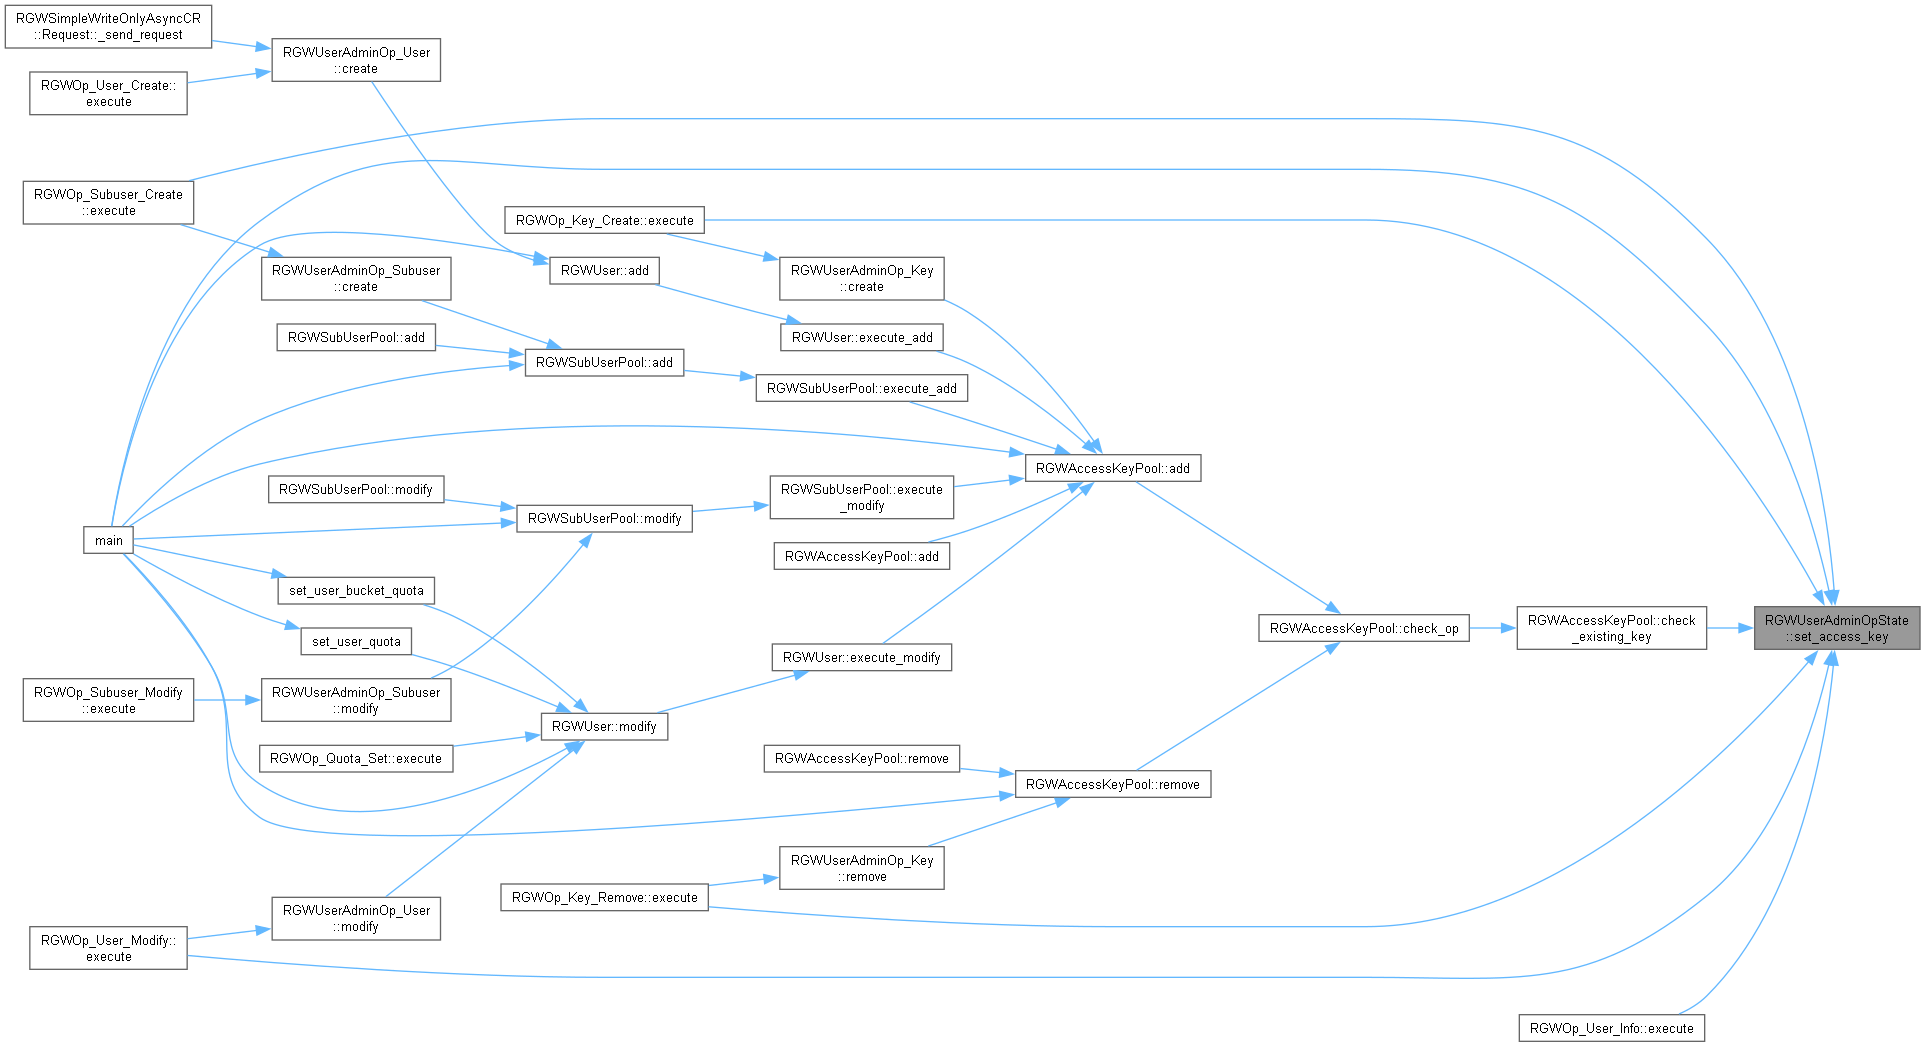 RGWSimpleWriteOnlyAsyncCR
::Request::_send_request
RGWUserAdminOp_User
::create
RGWOp_User_Create::
execute
RGWOp_Subuser_Create
::execute
RGWOp_Key_Create::execute
RGWUserAdminOp_Subuser
::create
RGWUser::add
RGWUserAdminOp_Key
::create
RGWSubUserPool::add
RGWUser::execute_add
RGWSubUserPool::add
RGWSubUserPool::execute_add
RGWAccessKeyPool::add
RGWSubUserPool::modify
RGWSubUserPool::execute
_modify
RGWSubUserPool::modify
main
RGWAccessKeyPool::add
set_user_bucket_quota
set_user_quota
RGWAccessKeyPool::check_op
RGWAccessKeyPool::check
_existing_key
RGWUserAdminOpState
::set_access_key
RGWUser::execute_modify
RGWOp_Subuser_Modify
::execute
RGWUserAdminOp_Subuser
::modify
RGWUser::modify
RGWOp_Quota_Set::execute
RGWAccessKeyPool::remove
RGWAccessKeyPool::remove
RGWUserAdminOp_Key
::remove
RGWOp_Key_Remove::execute
RGWUserAdminOp_User
::modify
RGWOp_User_Modify::
execute
RGWOp_User_Info::execute